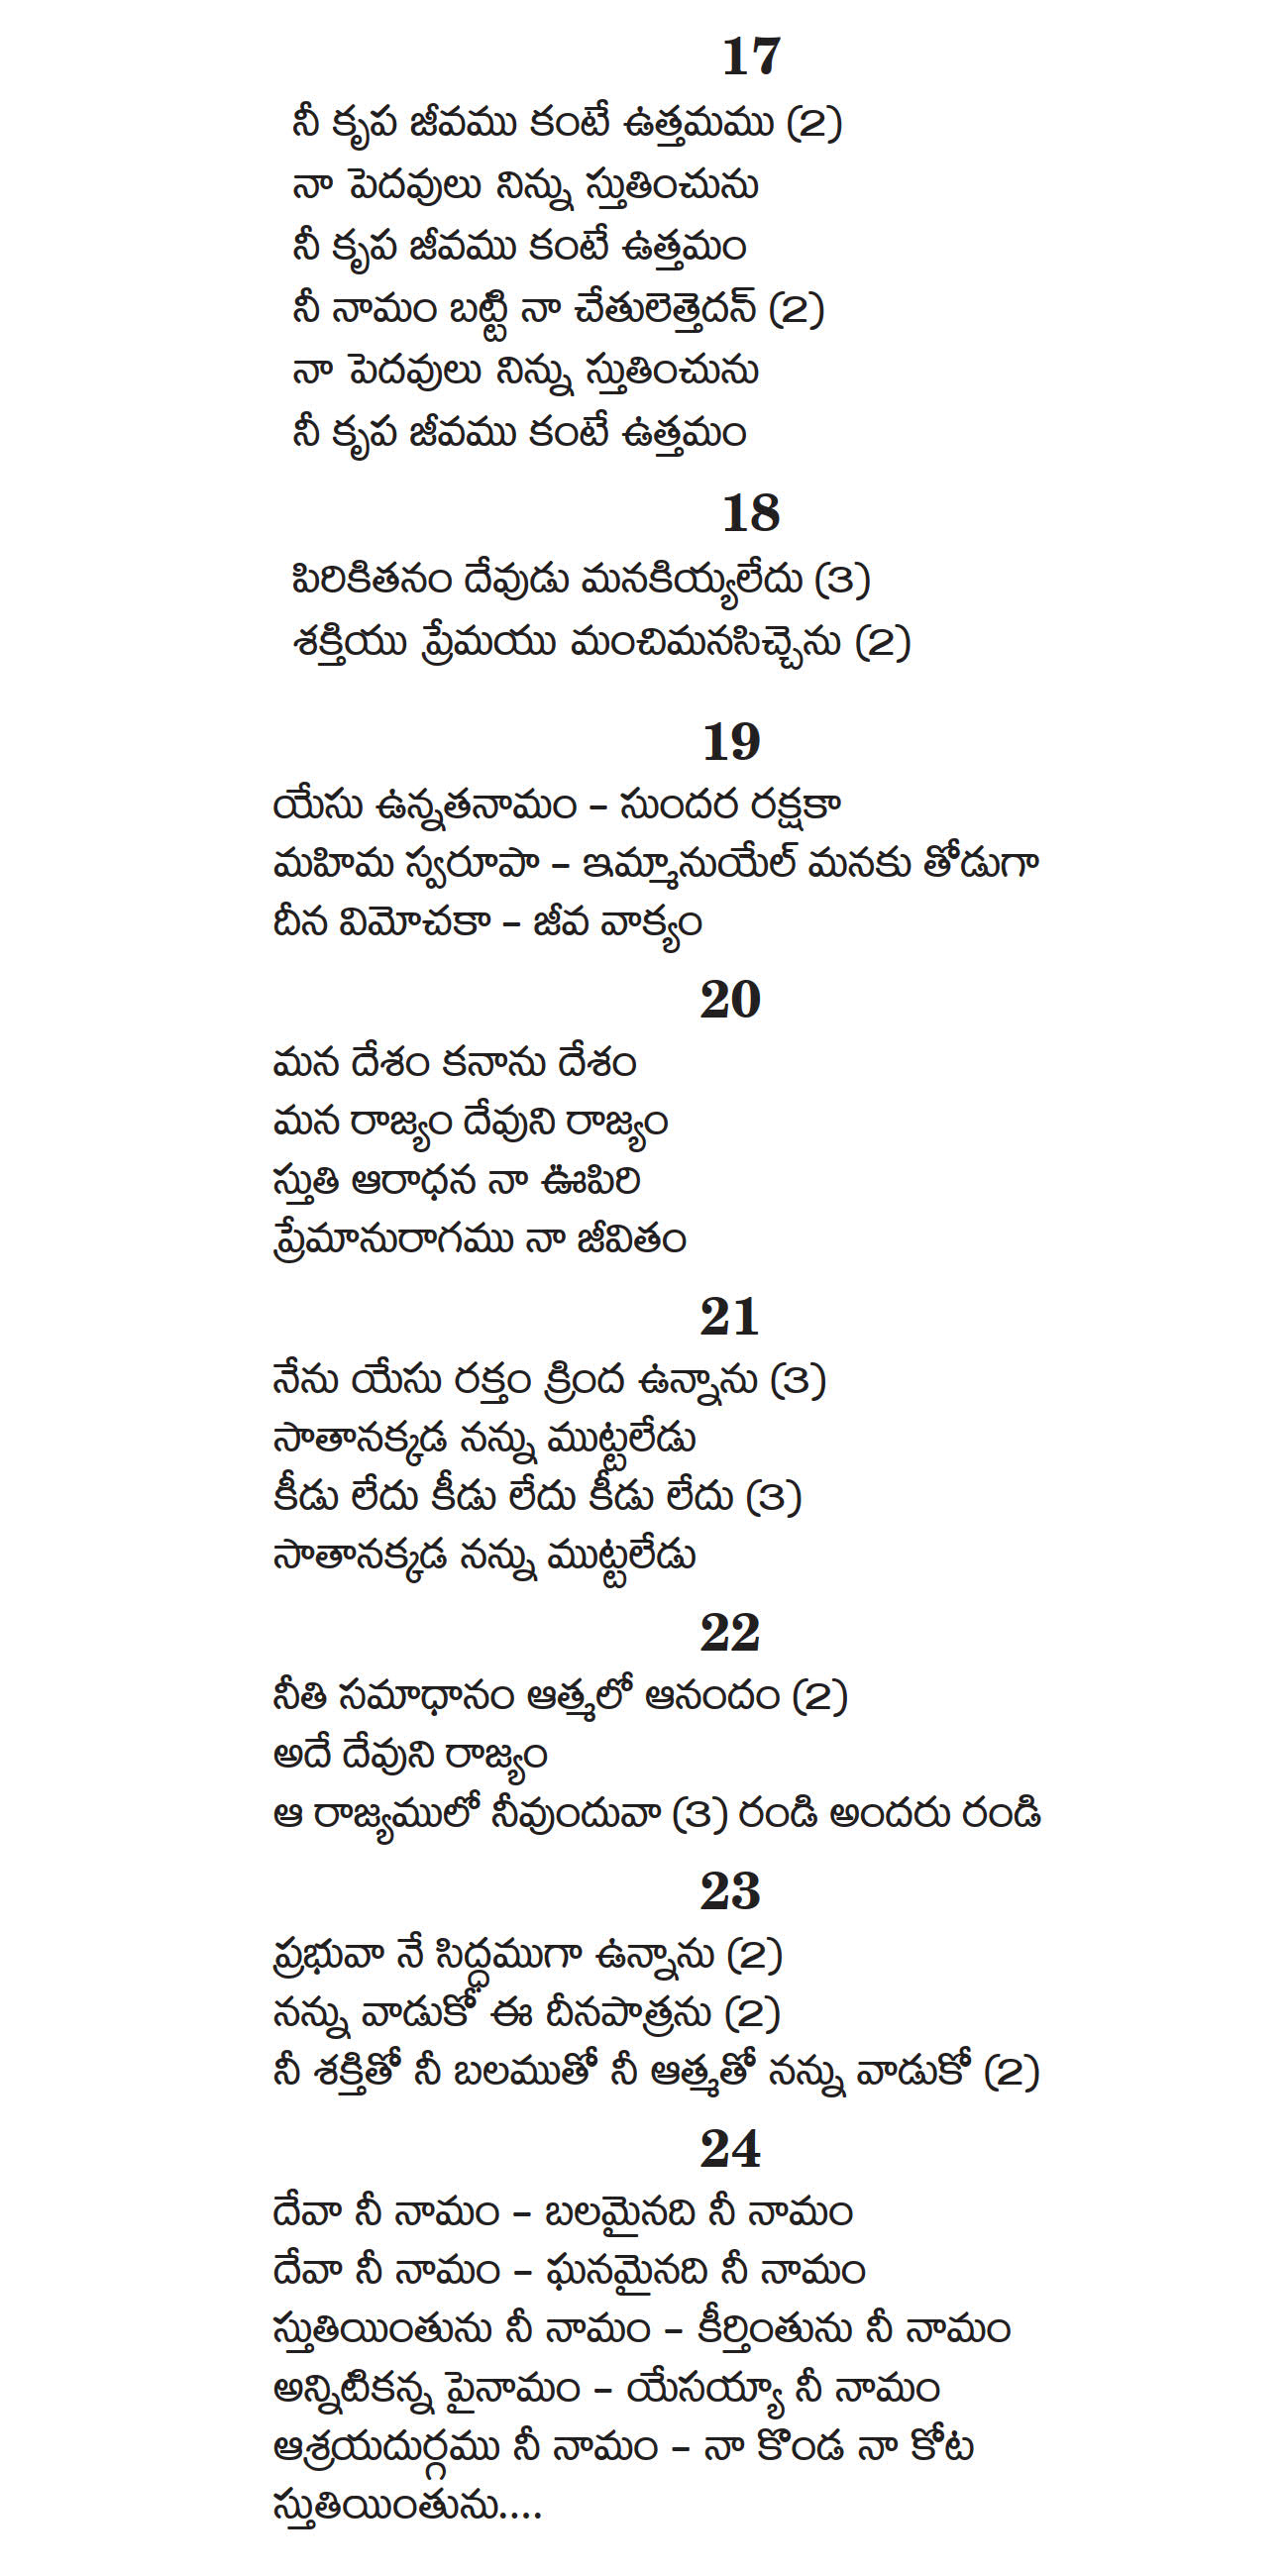 17
నీ కృప జీవము కంటే ఉత్తమము (2)
నా పెదవులు నిన్ను స్తుతించును
నీ కృప జీవము కంటే ఉత్తమం
నీ నామం బట్టి నా చేతులెత్తెదన్ (2)
నా పెదవులు నిన్ను స్తుతించును
నీ కృప జీవము కంటే ఉత్తమం
18
పిరికితనం దేవుడు మనకియ్యలేదు (3)
శక్తియు ప్రేమయు మంచిమనసిచ్చెను (2)
19
యేసు ఉన్నతనామం – సుందర రక్షకా
మహిమ స్వరూపా – ఇమ్మానుయేల్ మనకు తోడుగా
దీన విమోచకా – జీవ వాక్యం
20
మన దేశం కనాను దేశం
మన రాజ్యం దేవుని రాజ్యం
స్తుతి ఆరాధన నా ఊపిరి
ప్రేమానురాగము నా జీవితం
21
నేను యేసు రక్తం క్రింద ఉన్నాను (3)
సాతానక్కడ నన్ను ముట్టలేడు
కీడు లేదు కీడు లేదు కీడు లేదు (3)
సాతానక్కడ నన్ను ముట్టలేడు
22
నీతి సమాధానం ఆత్మలో ఆనందం (2)
అదే దేవుని రాజ్యం
ఆ రాజ్యములో నీవుందువా (3) రండి అందరు రండి
23
ప్రభువా నే సిద్ధముగా ఉన్నాను (2)
నన్ను వాడుకో ఈ దీనపాత్రను (2)
నీ శక్తితో నీ బలముతో నీ ఆత్మతో నన్ను వాడుకో (2)
24
దేవా నీ నామం – బలమైనది నీ నామం
దేవా నీ నామం – ఘనమైనది నీ నామం
స్తుతియింతును నీ నామం – కీర్తింతును నీ నామం
అన్నిటికన్న పైనామం – యేసయ్యా నీ నామం
ఆశ్రయదుర్గము నీ నామం – నా కొండ నా కోట
స్తుతియింతును....